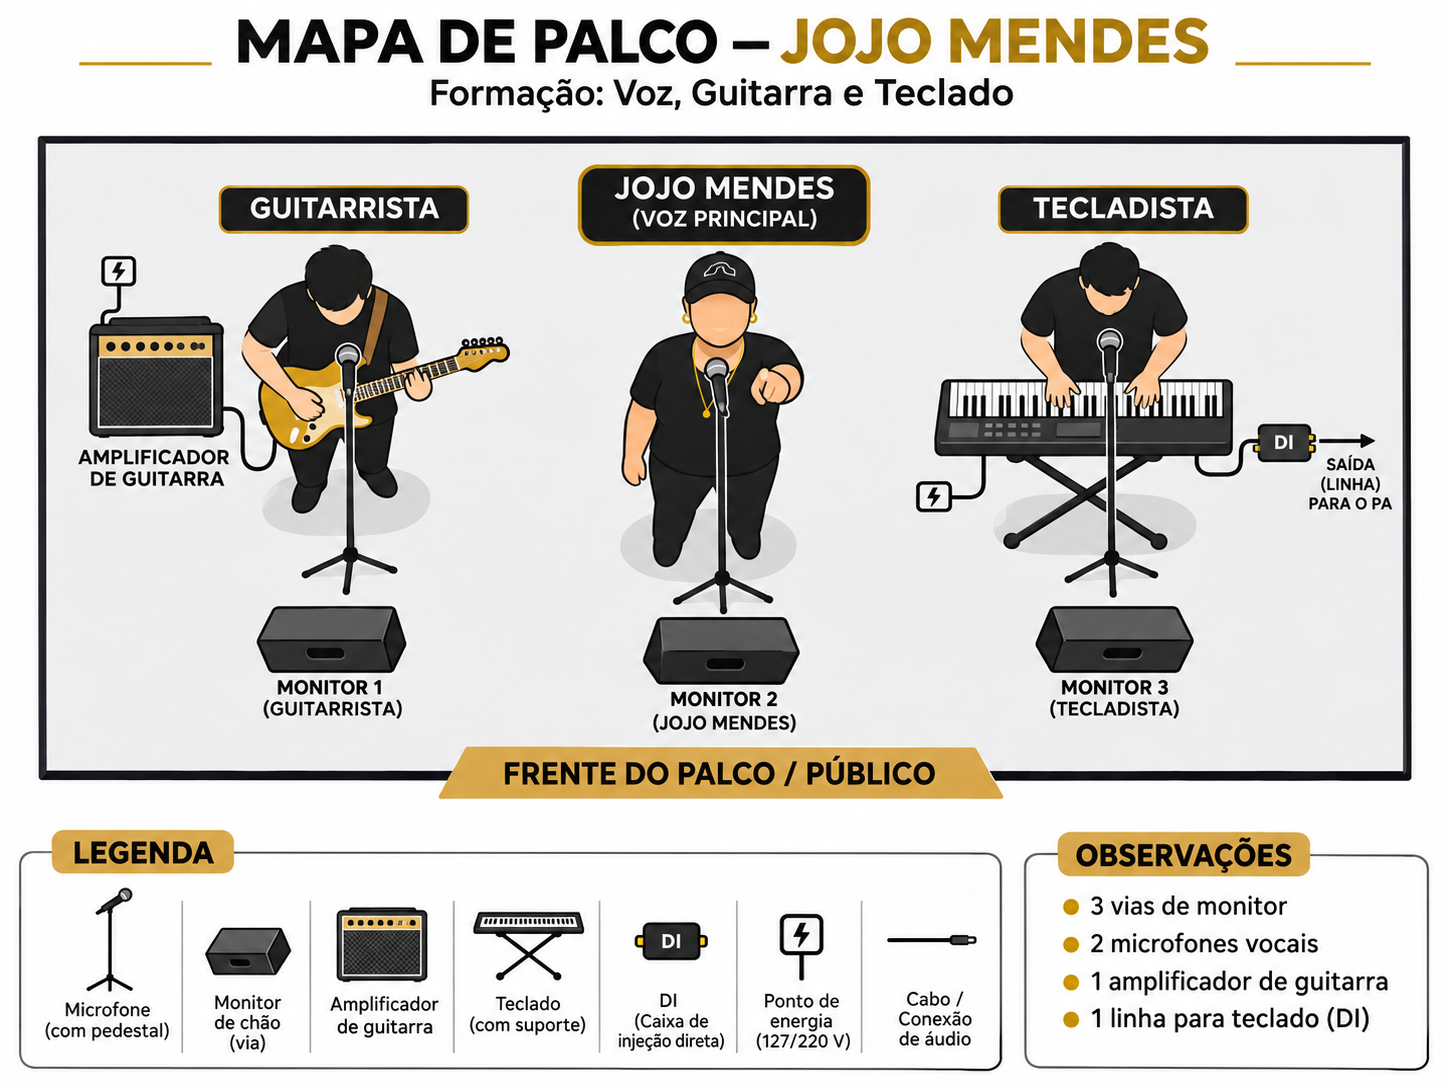 MAPA DE PALCO – JOJO MENDES
Formação: Voz, Guitarra e Teclado
GUITARRISTA
JOJO MENDES
(VOZ PRINCIPAL)
TECLADISTA
AMPLIFICADOR
DE GUITARRA
DI
SAÍDA
(LINHA)
PARA O PA
MONITOR 1
(GUITARRISTA)
MONITOR 2
(JOJO MENDES)
MONITOR 3
(TECLADISTA)
FRENTE DO PALCO / PÚBLICO
LEGENDA
Microfone
(com pedestal)
Monitor
de chão
(via)
Amplificador
de guitarra
Teclado
(com suporte)
DI
DI
(Caixa de
injeção direta)
Ponto de
energia
(127/220 V)
Cabo /
Conexão
de áudio
OBSERVAÇÕES
3 vias de monitor
2 microfones vocais
1 amplificador de guitarra
1 linha para teclado (DI)